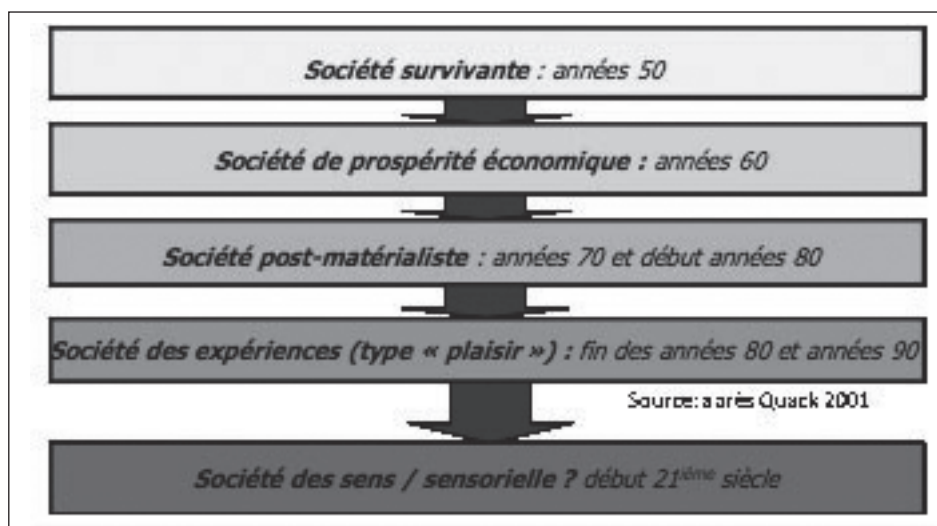 Société survivante : années 50
Société de prospérité économique : années 60
Société post-matérialiste : années 70 et début années 80
Société des expériences (type « plaisir ») : fin des années 80 et années 90
Source: Quack 2001
Société des sens / sensorielle ? début 21ième siècle